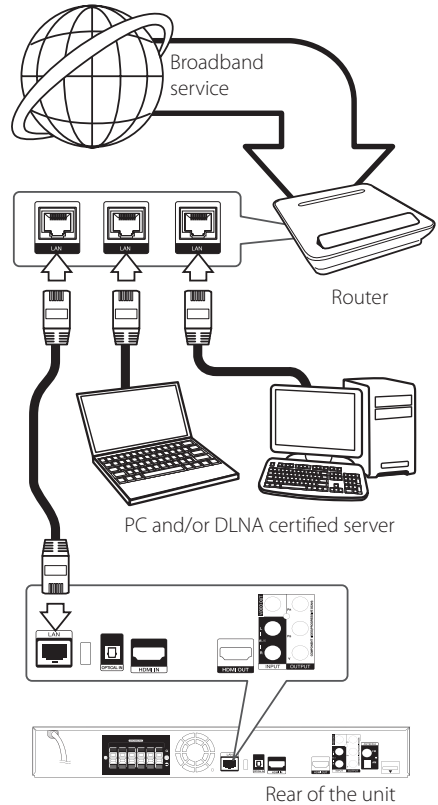 Broadband
service
LAN
LAN
LAN
Router
PC and/or DLNA certified server
LAN
OPTICAL IN
HDMI IN
HDMI OUT
INPUT
OUTPUT
Rear of the unit